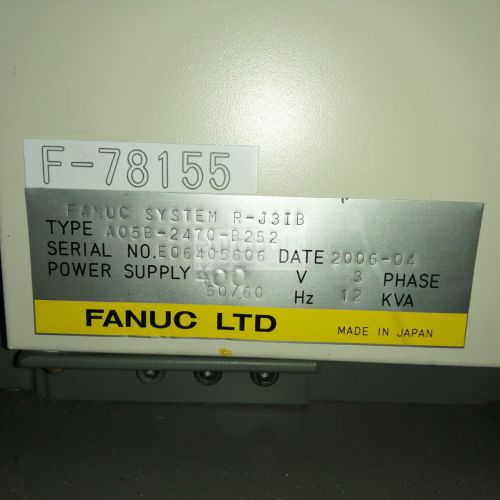 F-78155
FANUC SYSTEM R-J3IB
TYPE A05B-2470-B252
SERIAL NO.E06405606 DATE 2006-04
POWER SUPPLY 400 V 3 PHASE
50/60 Hz 12 KVA
FANUC LTD MADE IN JAPAN